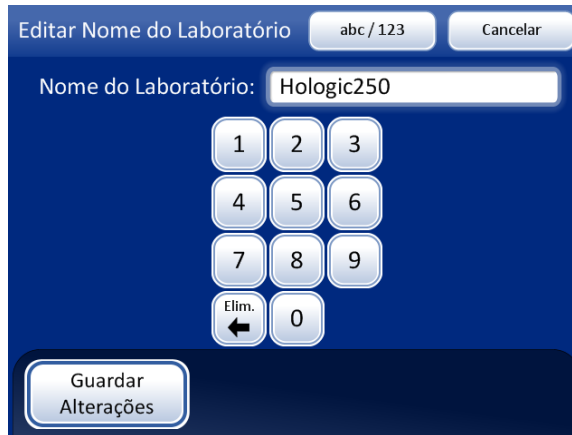 Editar Nome do Laboratório abc / 123 Cancelar
Nome do Laboratório: Hologic250
1 2 3
4 5 6
7 8 9
Elim. 0
Guardar
Alterações